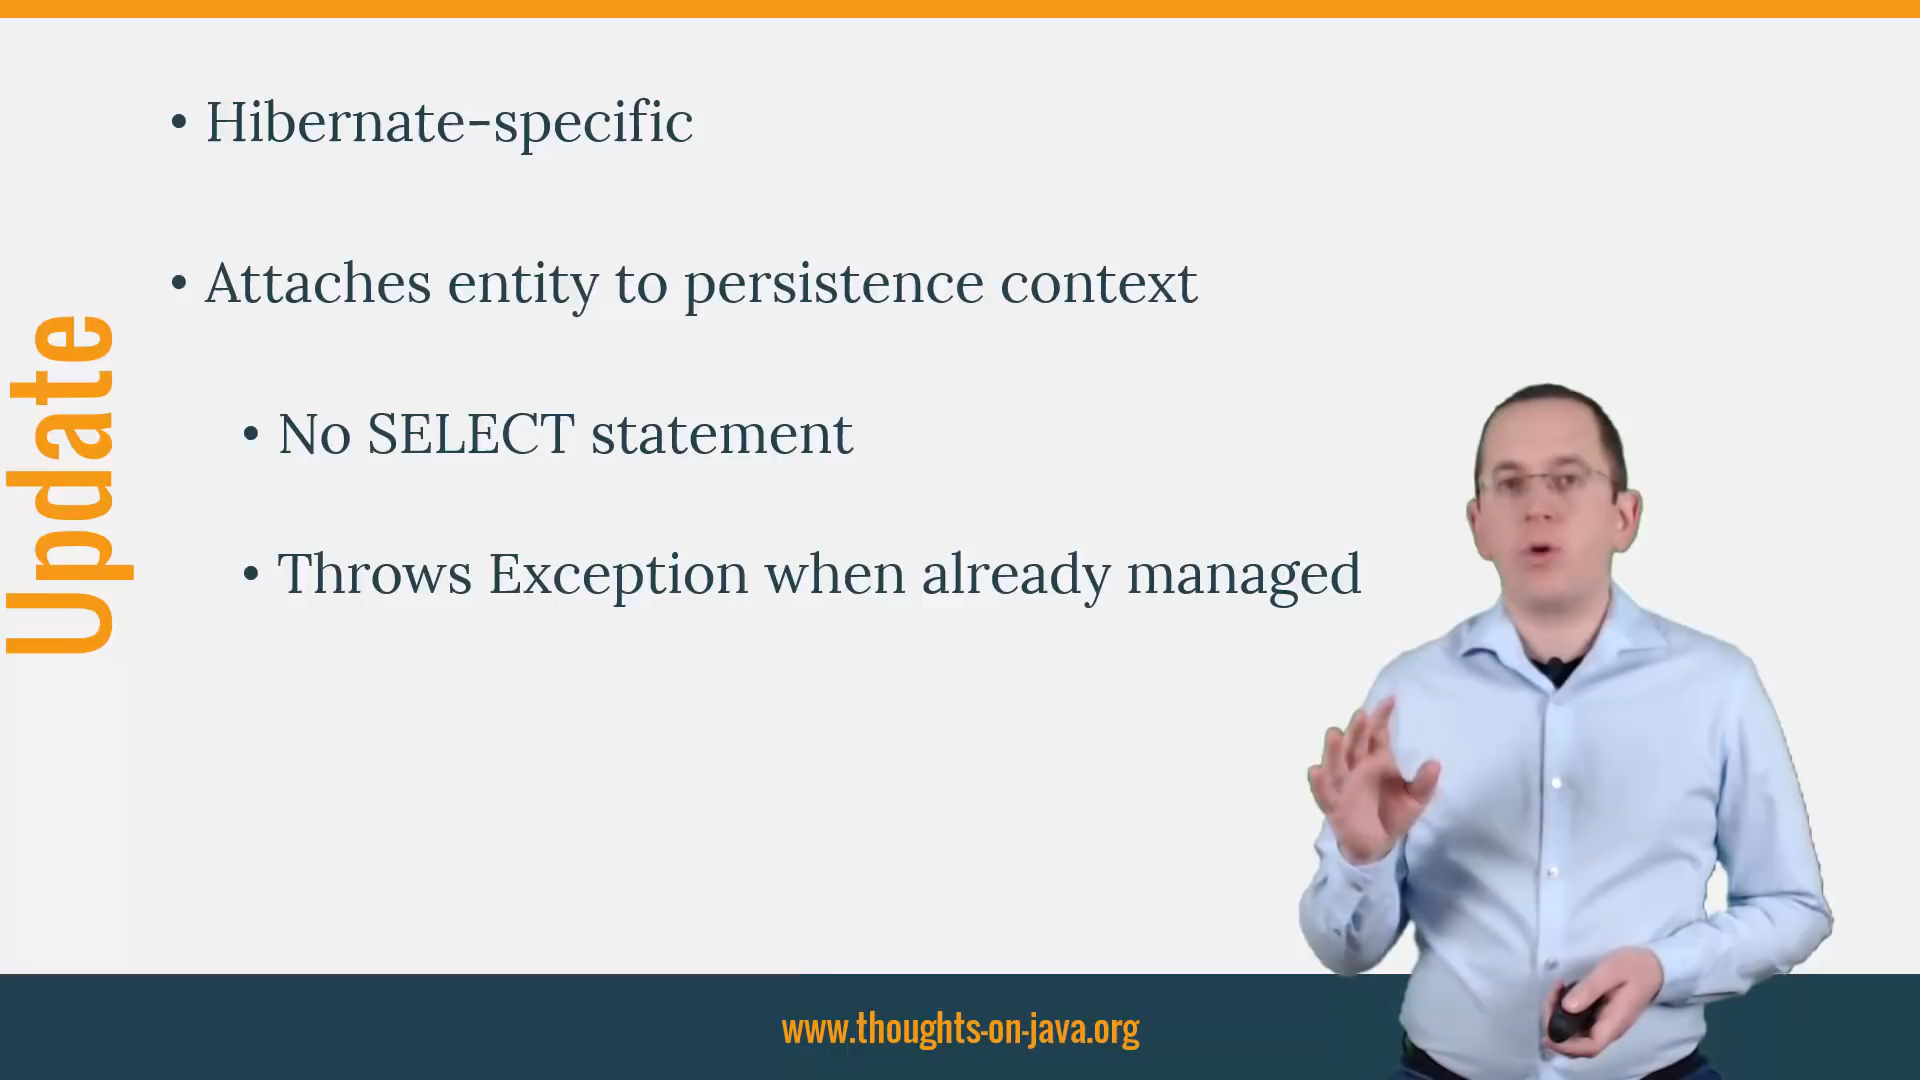 Update
• Hibernate-specific
• Attaches entity to persistence context
• No SELECT statement
• Throws Exception when already managed
www.thoughts-on-java.org